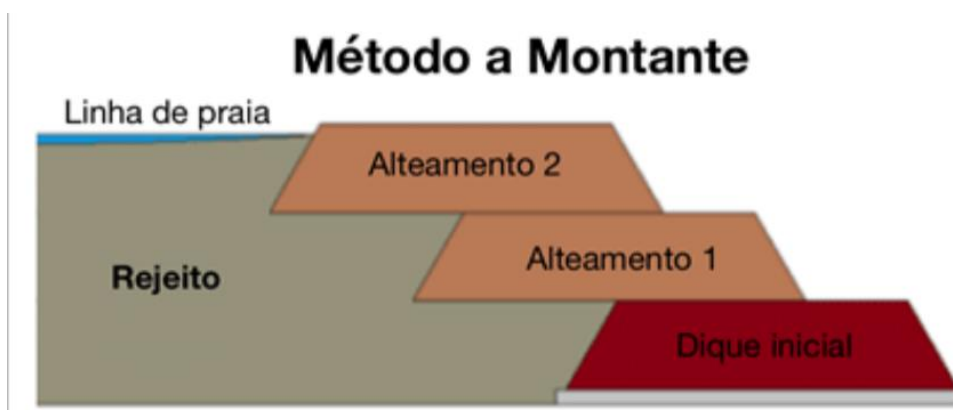 Método a Montante
Linha de praia
Alteamento 2
Alteamento 1
Rejeito
Dique inicial